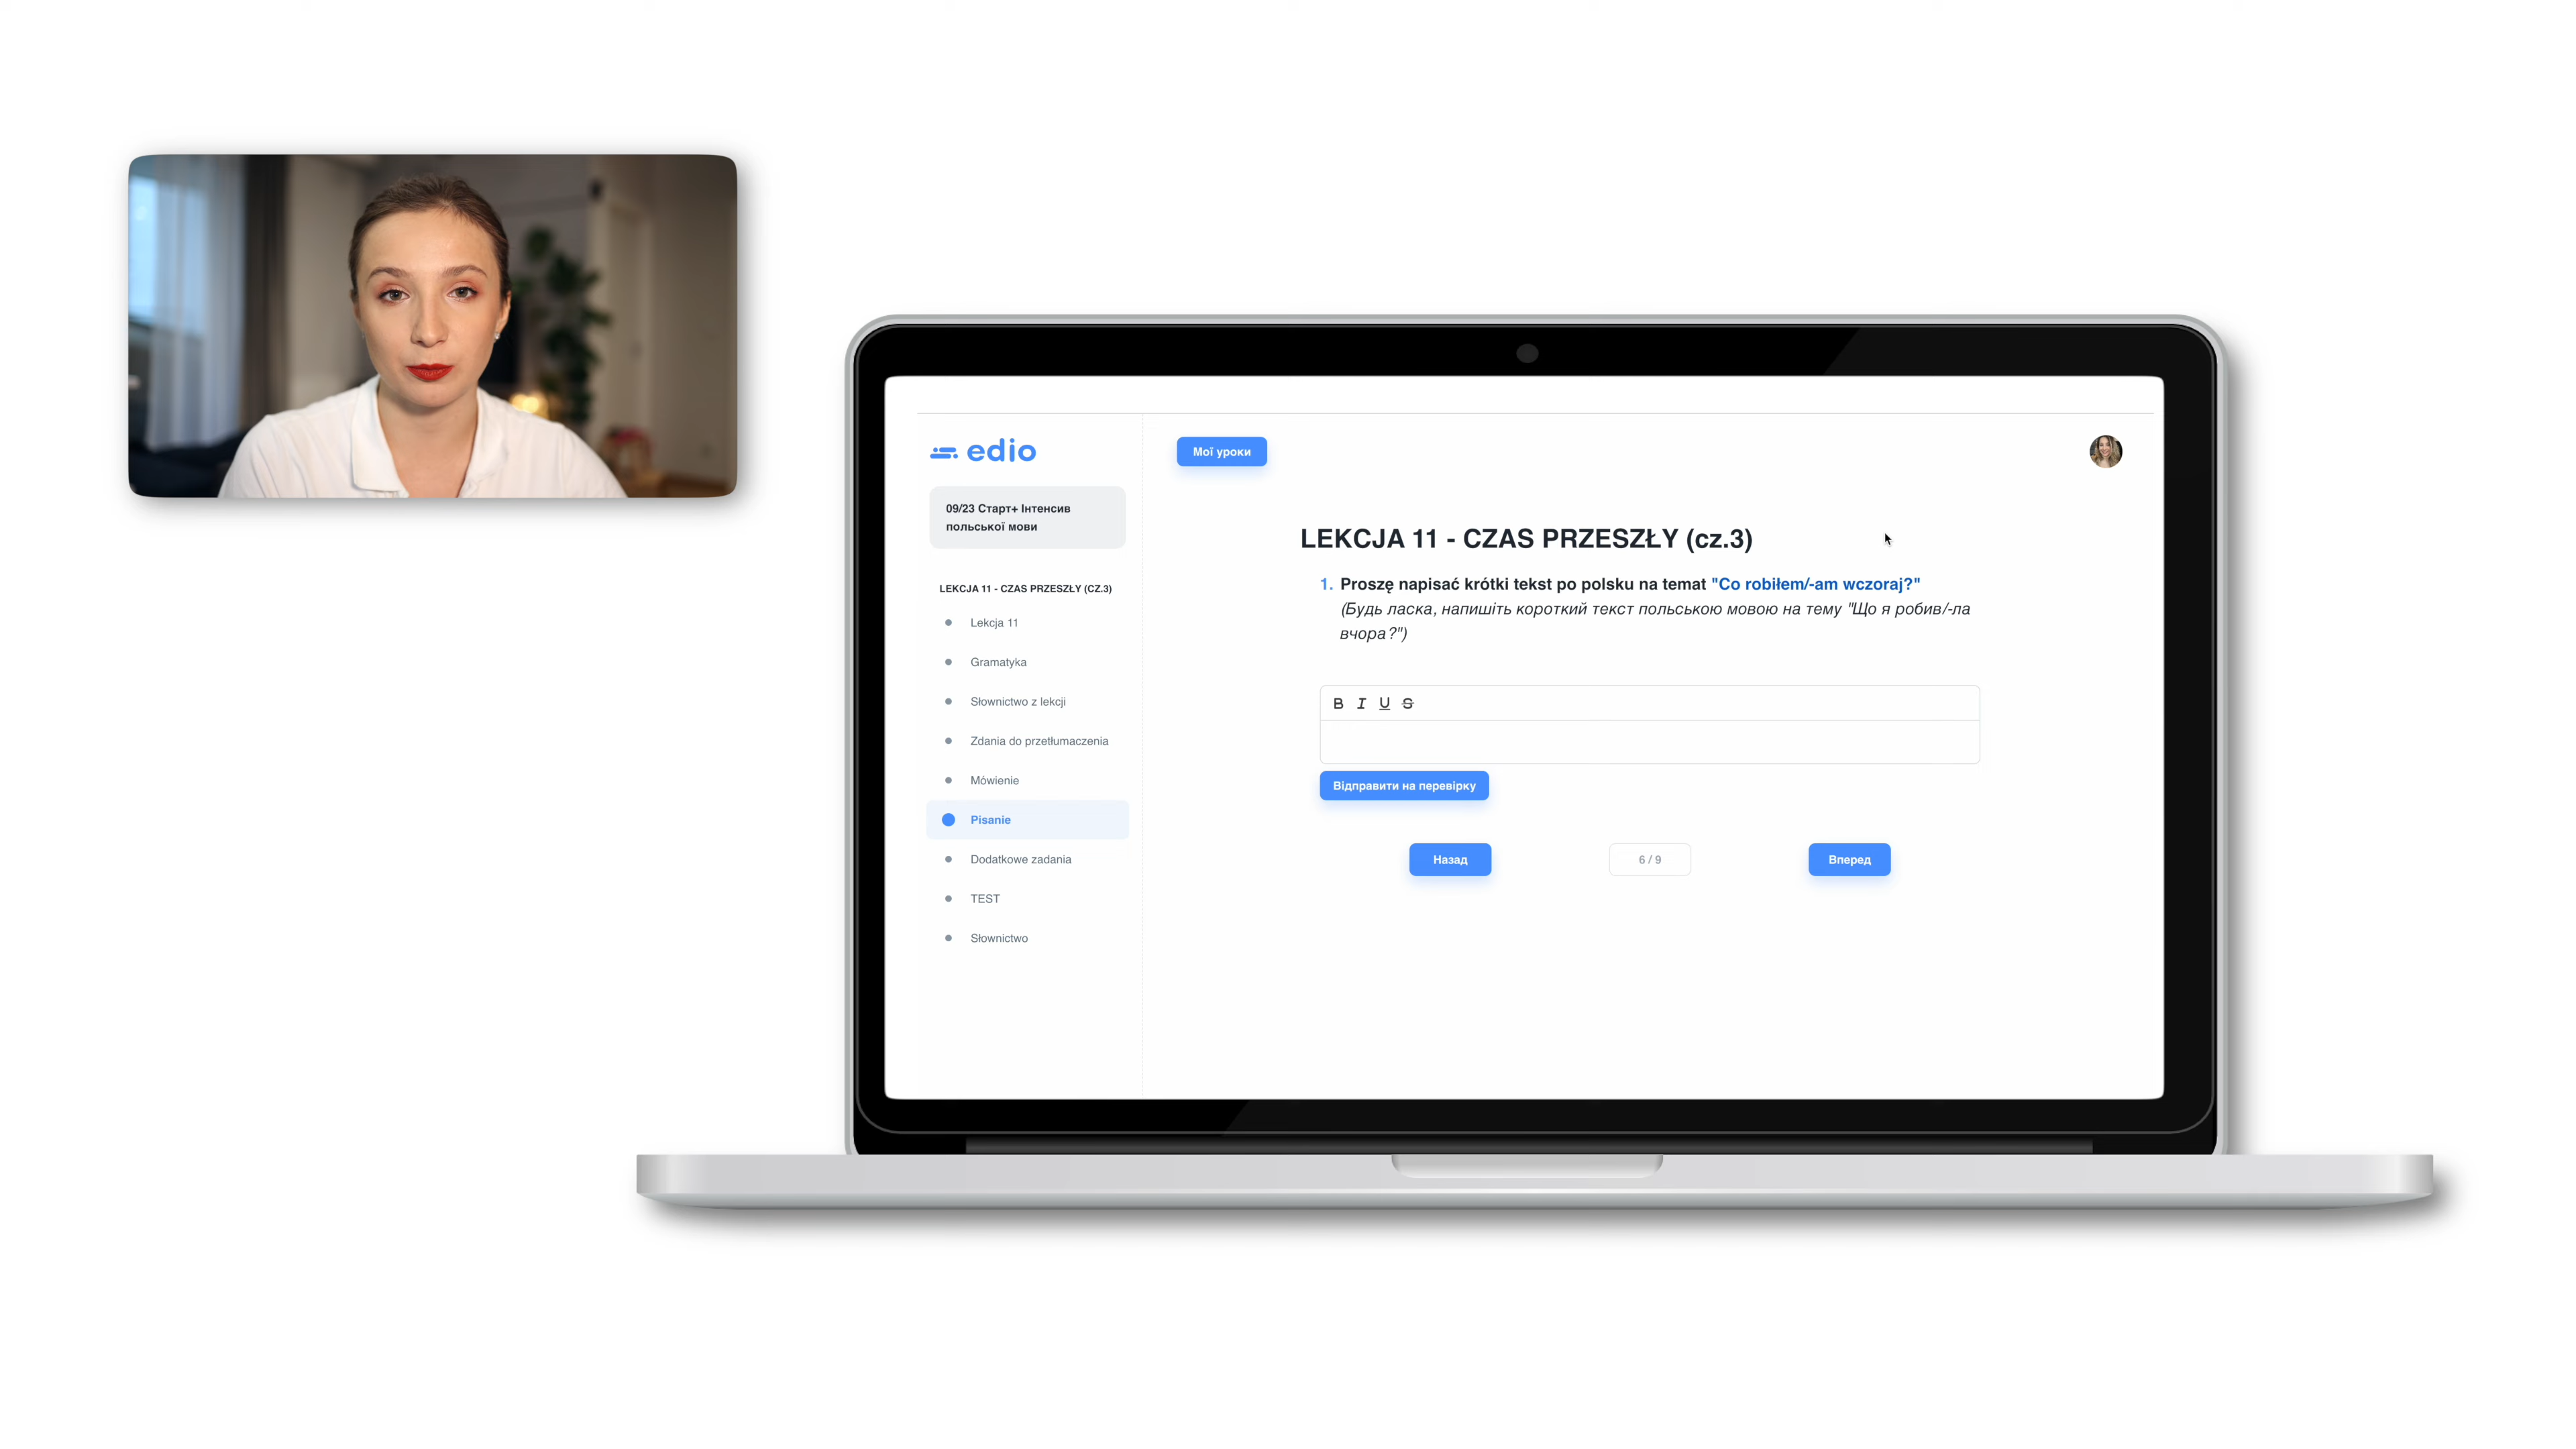 edio
Мої уроки
09/23 Старт+ Інтенсив
польської мови
LEKCJA 11 - CZAS PRZESZŁY (CZ.3)
Lekcja 11
Gramatyka
Słownictwo z lekcji
Zdania do przetłumaczenia
Mówienie
Pisanie
Dodatkowe zadania
TEST
Słownictwo
LEKCJA 11 - CZAS PRZESZŁY (cz.3)
1. Proszę napisać krótki tekst po polsku na temat "Co robiłem/-am wczoraj?"
(Будь ласка, напишіть короткий текст польською мовою на тему "Що я робив/-ла
вчора?")
B I U S
Відправити на перевірку
Назад
6 / 9
Вперед